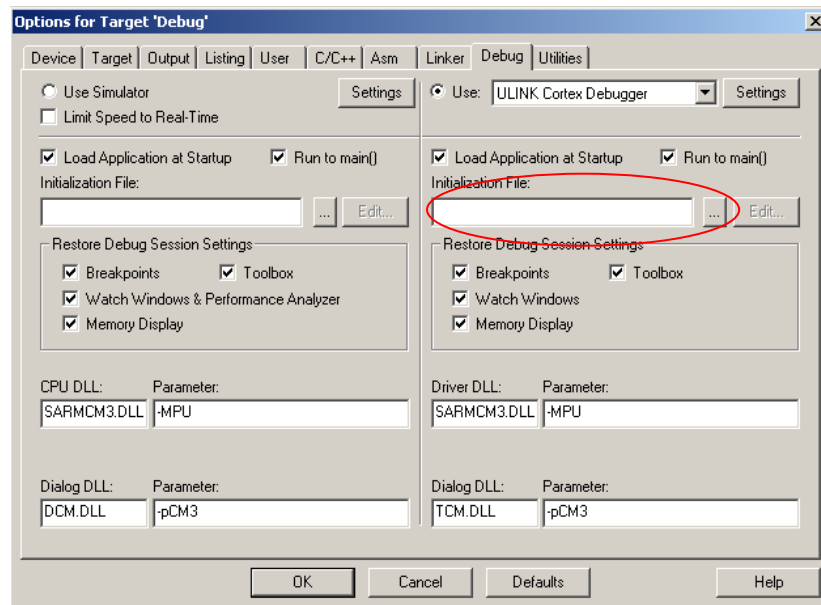 Options for Target 'Debug'
Device Target Output Listing User C/C++ Asm Linker Debug Utilities
Use Simulator Settings
Limit Speed to Real-Time
Use: ULINK Cortex Debugger Settings
Load Application at Startup Run to main()
Initialization File:
... Edit...
Restore Debug Session Settings
Breakpoints Toolbox
Watch Windows & Performance Analyzer
Memory Display
Load Application at Startup Run to main()
Initialization File:
... Edit...
Restore Debug Session Settings
Breakpoints Toolbox
Watch Windows
Memory Display
CPU DLL: Parameter:
SARMCM3.DLL -MPU
Driver DLL: Parameter:
SARMCM3.DLL -MPU
Dialog DLL: Parameter:
DCM.DLL -pCM3
Dialog DLL: Parameter:
TCM.DLL -pCM3
OK Cancel Defaults Help